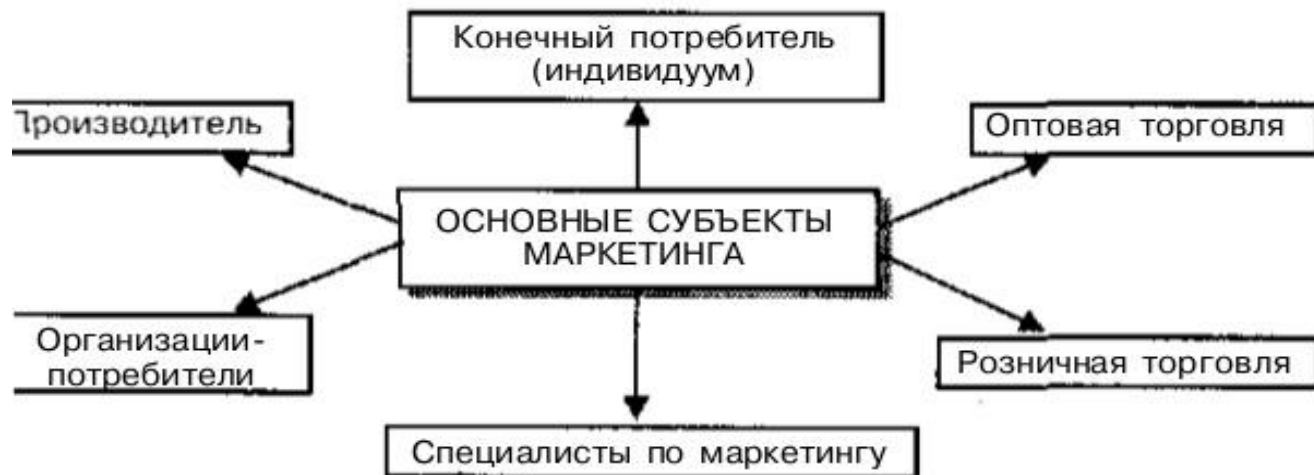 Конечный потребитель
(индивидуум)
Производитель
Оптовая торговля
ОСНОВНЫЕ СУБЪЕКТЫ
МАРКЕТИНГА
Организации-
потребители
Розничная торговля
Специалисты по маркетингу